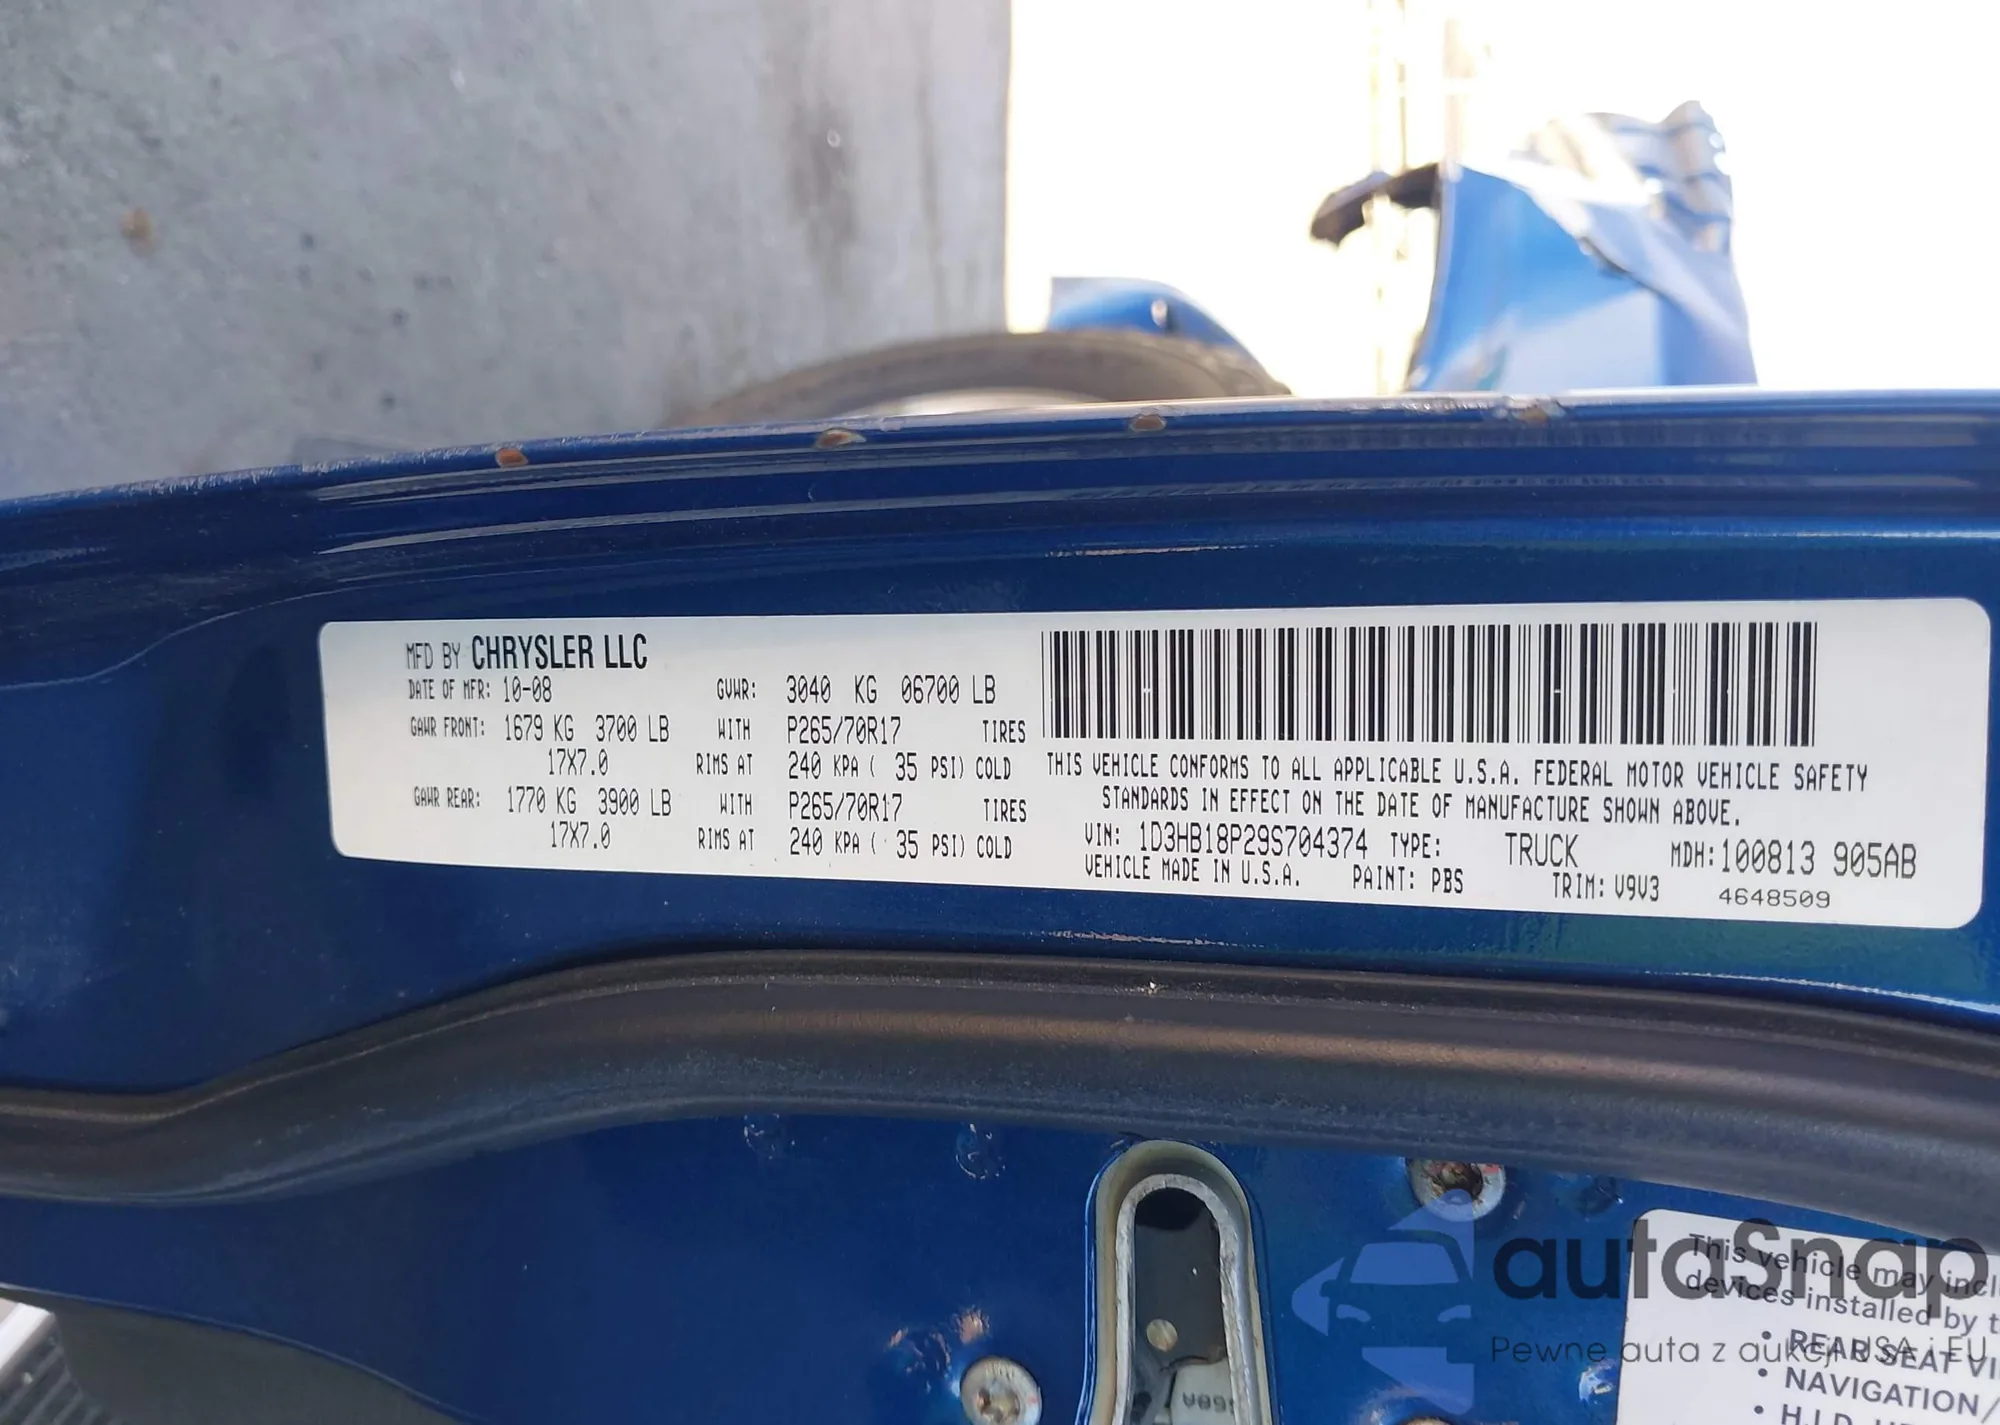 MFD BY CHRYSLER LLC
DATE OF MFR: 10-08 GVWR: 3040 KG 06700 LB
GAWR FRONT: 1679 KG 3700 LB WITH P265/70R17 TIRES
17X7.0 RIMS AT 240 KPA ( 35 PSI) COLD
GAWR REAR: 1770 KG 3900 LB WITH P265/70R17 TIRES
17X7.0 RIMS AT 240 KPA ( 35 PSI) COLD
THIS VEHICLE CONFORMS TO ALL APPLICABLE U.S.A. FEDERAL MOTOR VEHICLE SAFETY
STANDARDS IN EFFECT ON THE DATE OF MANUFACTURE SHOWN ABOVE.
VIN: 1D3HB18P29S704374 TYPE: TRUCK MDH: 100813 905AB
VEHICLE MADE IN U.S.A. PAINT: PBS TRIM: V9V3 4648509
This vehicle may incl
devices installed by t
• REAR SEAT VI
• NAVIGATION/
• H.I.D.
autaSnap
Pewne auta z aukcji USA i EU